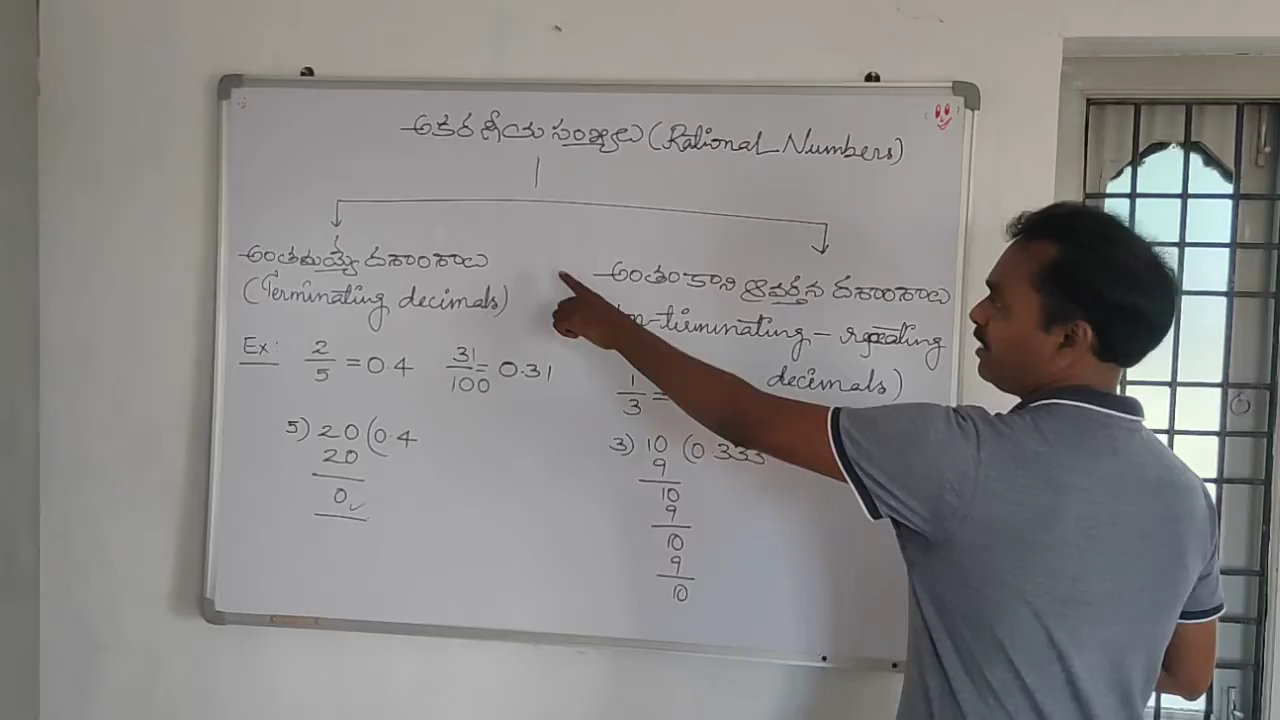 అకరణీయ సంఖ్యలు (Rational Numbers)
అంతమయ్యే దశాంశాలు
(Terminating decimals)
Ex: 2/5 = 0.4 31/100 = 0.31
5) 20 (0.4
20
0
అంతం కాని ఆవర్తన దశాంశాలు
-terminating - repeating
decimals)
1/3 =
3) 10 (0.333
9
10
9
10
9
10